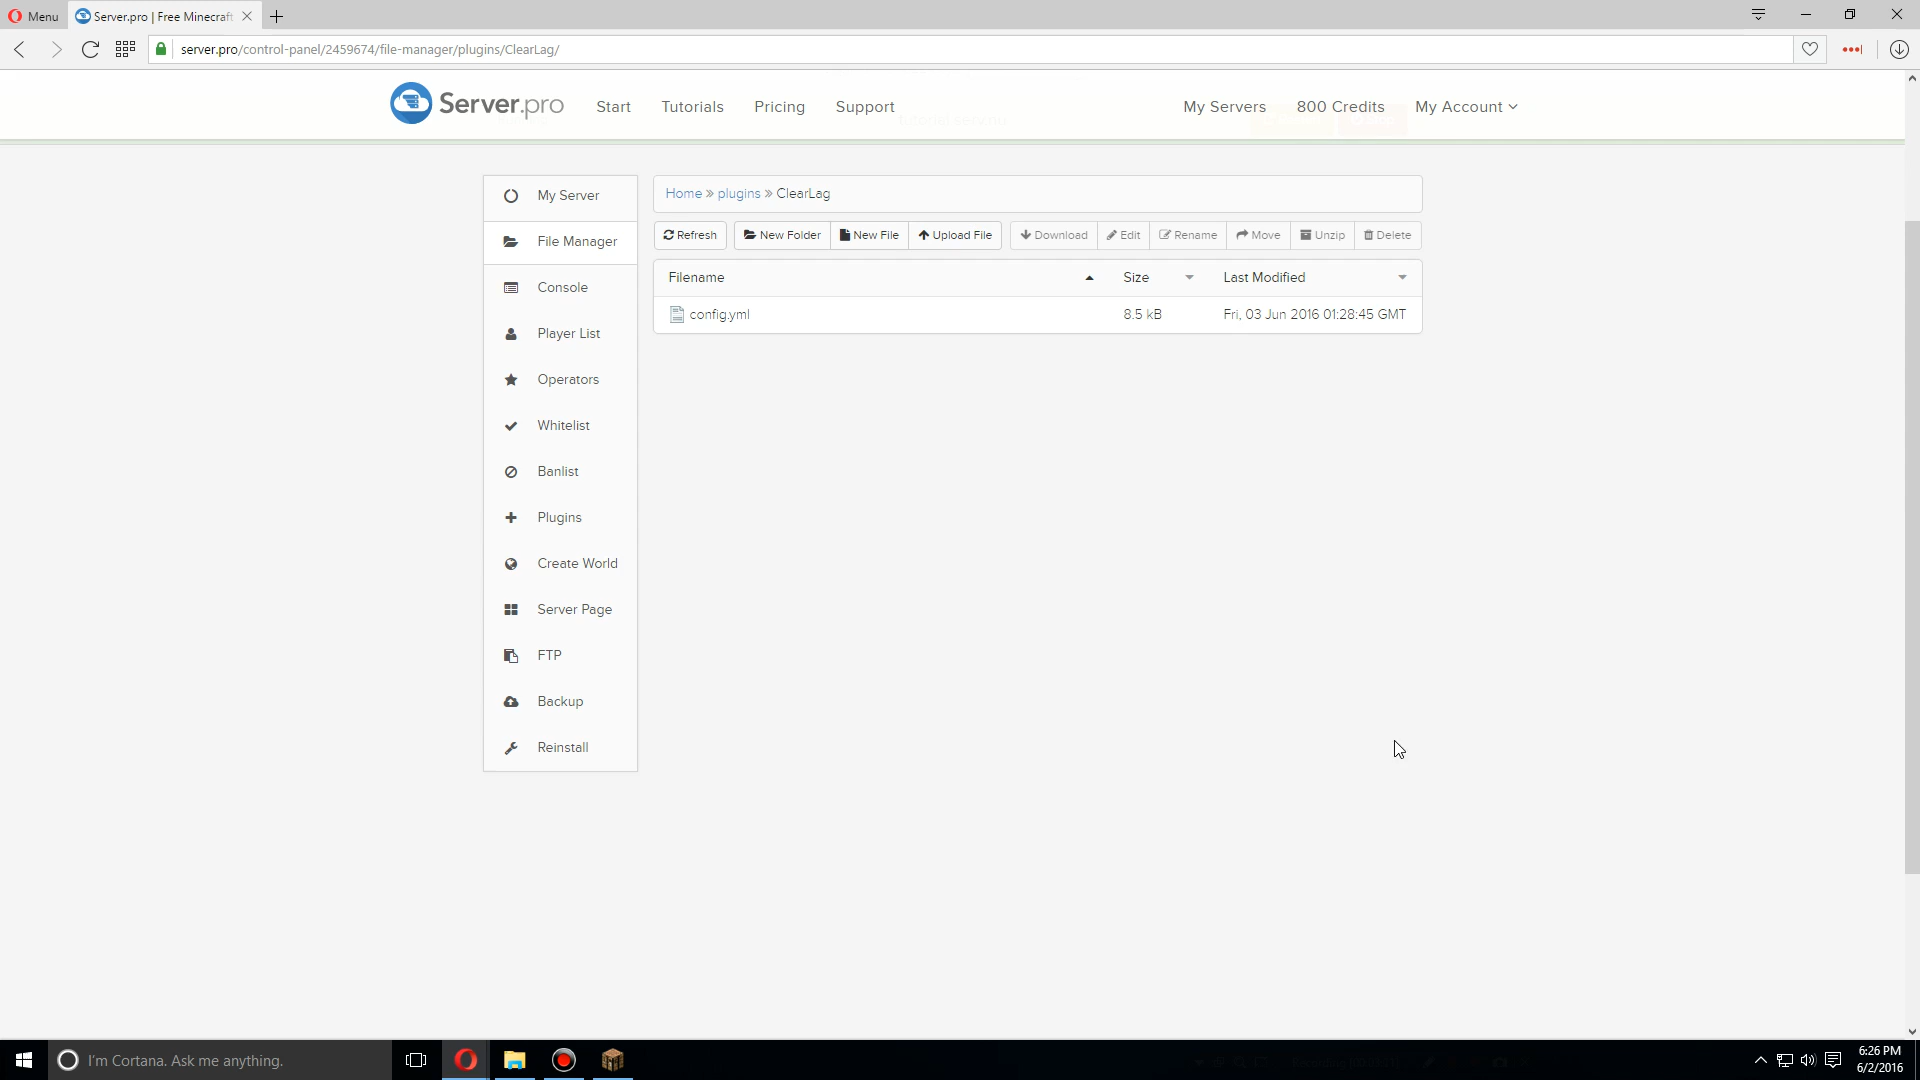 Menu
Server.pro | Free Minecraft
server.pro/control-panel/2459674/file-manager/plugins/ClearLag/
Server.pro
Start
Tutorials
Pricing
Support
My Servers
800 Credits
My Account
My Server
File Manager
Console
Player List
Operators
Whitelist
Banlist
Plugins
Create World
Server Page
FTP
Backup
Reinstall
Home » plugins » ClearLag
Refresh
New Folder
New File
Upload File
Download
Edit
Rename
Move
Unzip
Delete
Filename
Size
Last Modified
config.yml
8.5 kB
Fri, 03 Jun 2016 01:28:45 GMT
I'm Cortana. Ask me anything.
6:26 PM
6/2/2016